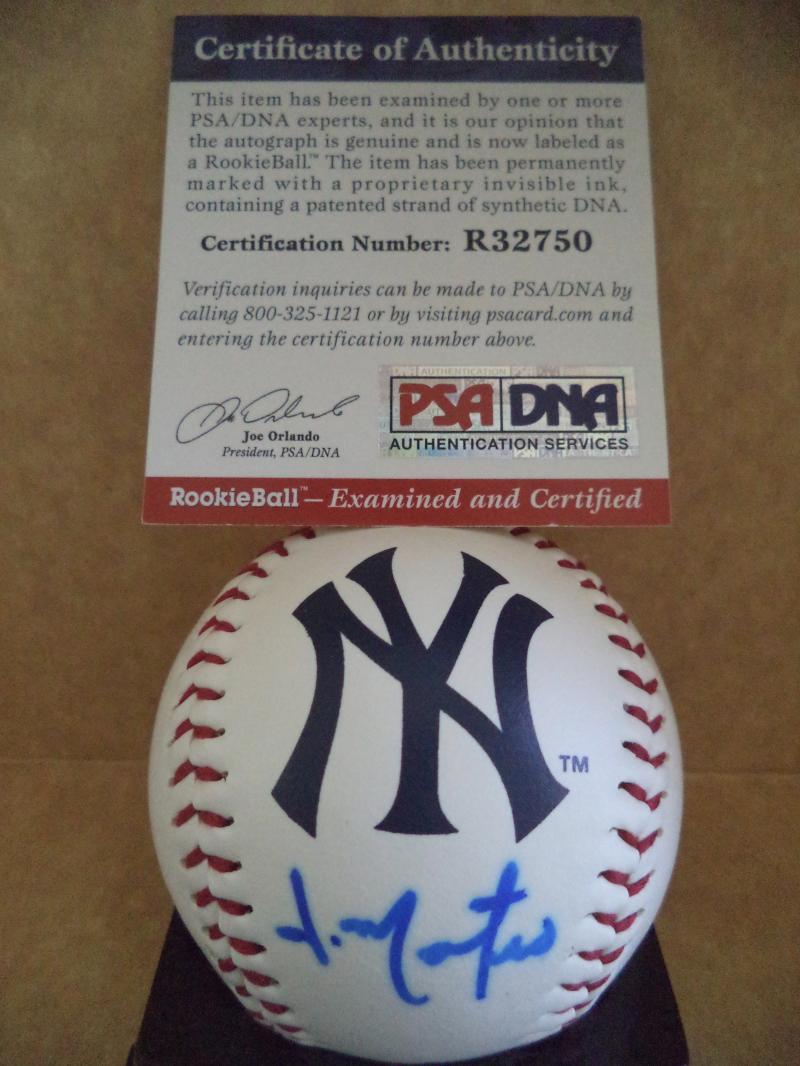 Certificate of Authenticity
This item has been examined by one or more
PSA/DNA experts, and it is our opinion that
the autograph is genuine and is now labeled as
a RookieBall.™ The item has been permanently
marked with a proprietary invisible ink,
containing a patented strand of synthetic DNA.
Certification Number: R32750
Verification inquiries can be made to PSA/DNA by
calling 800-325-1121 or by visiting psacard.com and
entering the certification number above.
Joe Orlando
President, PSA/DNA
PSA DNA
AUTHENTICATION SERVICES
RookieBall™— Examined and Certified
NY
TM